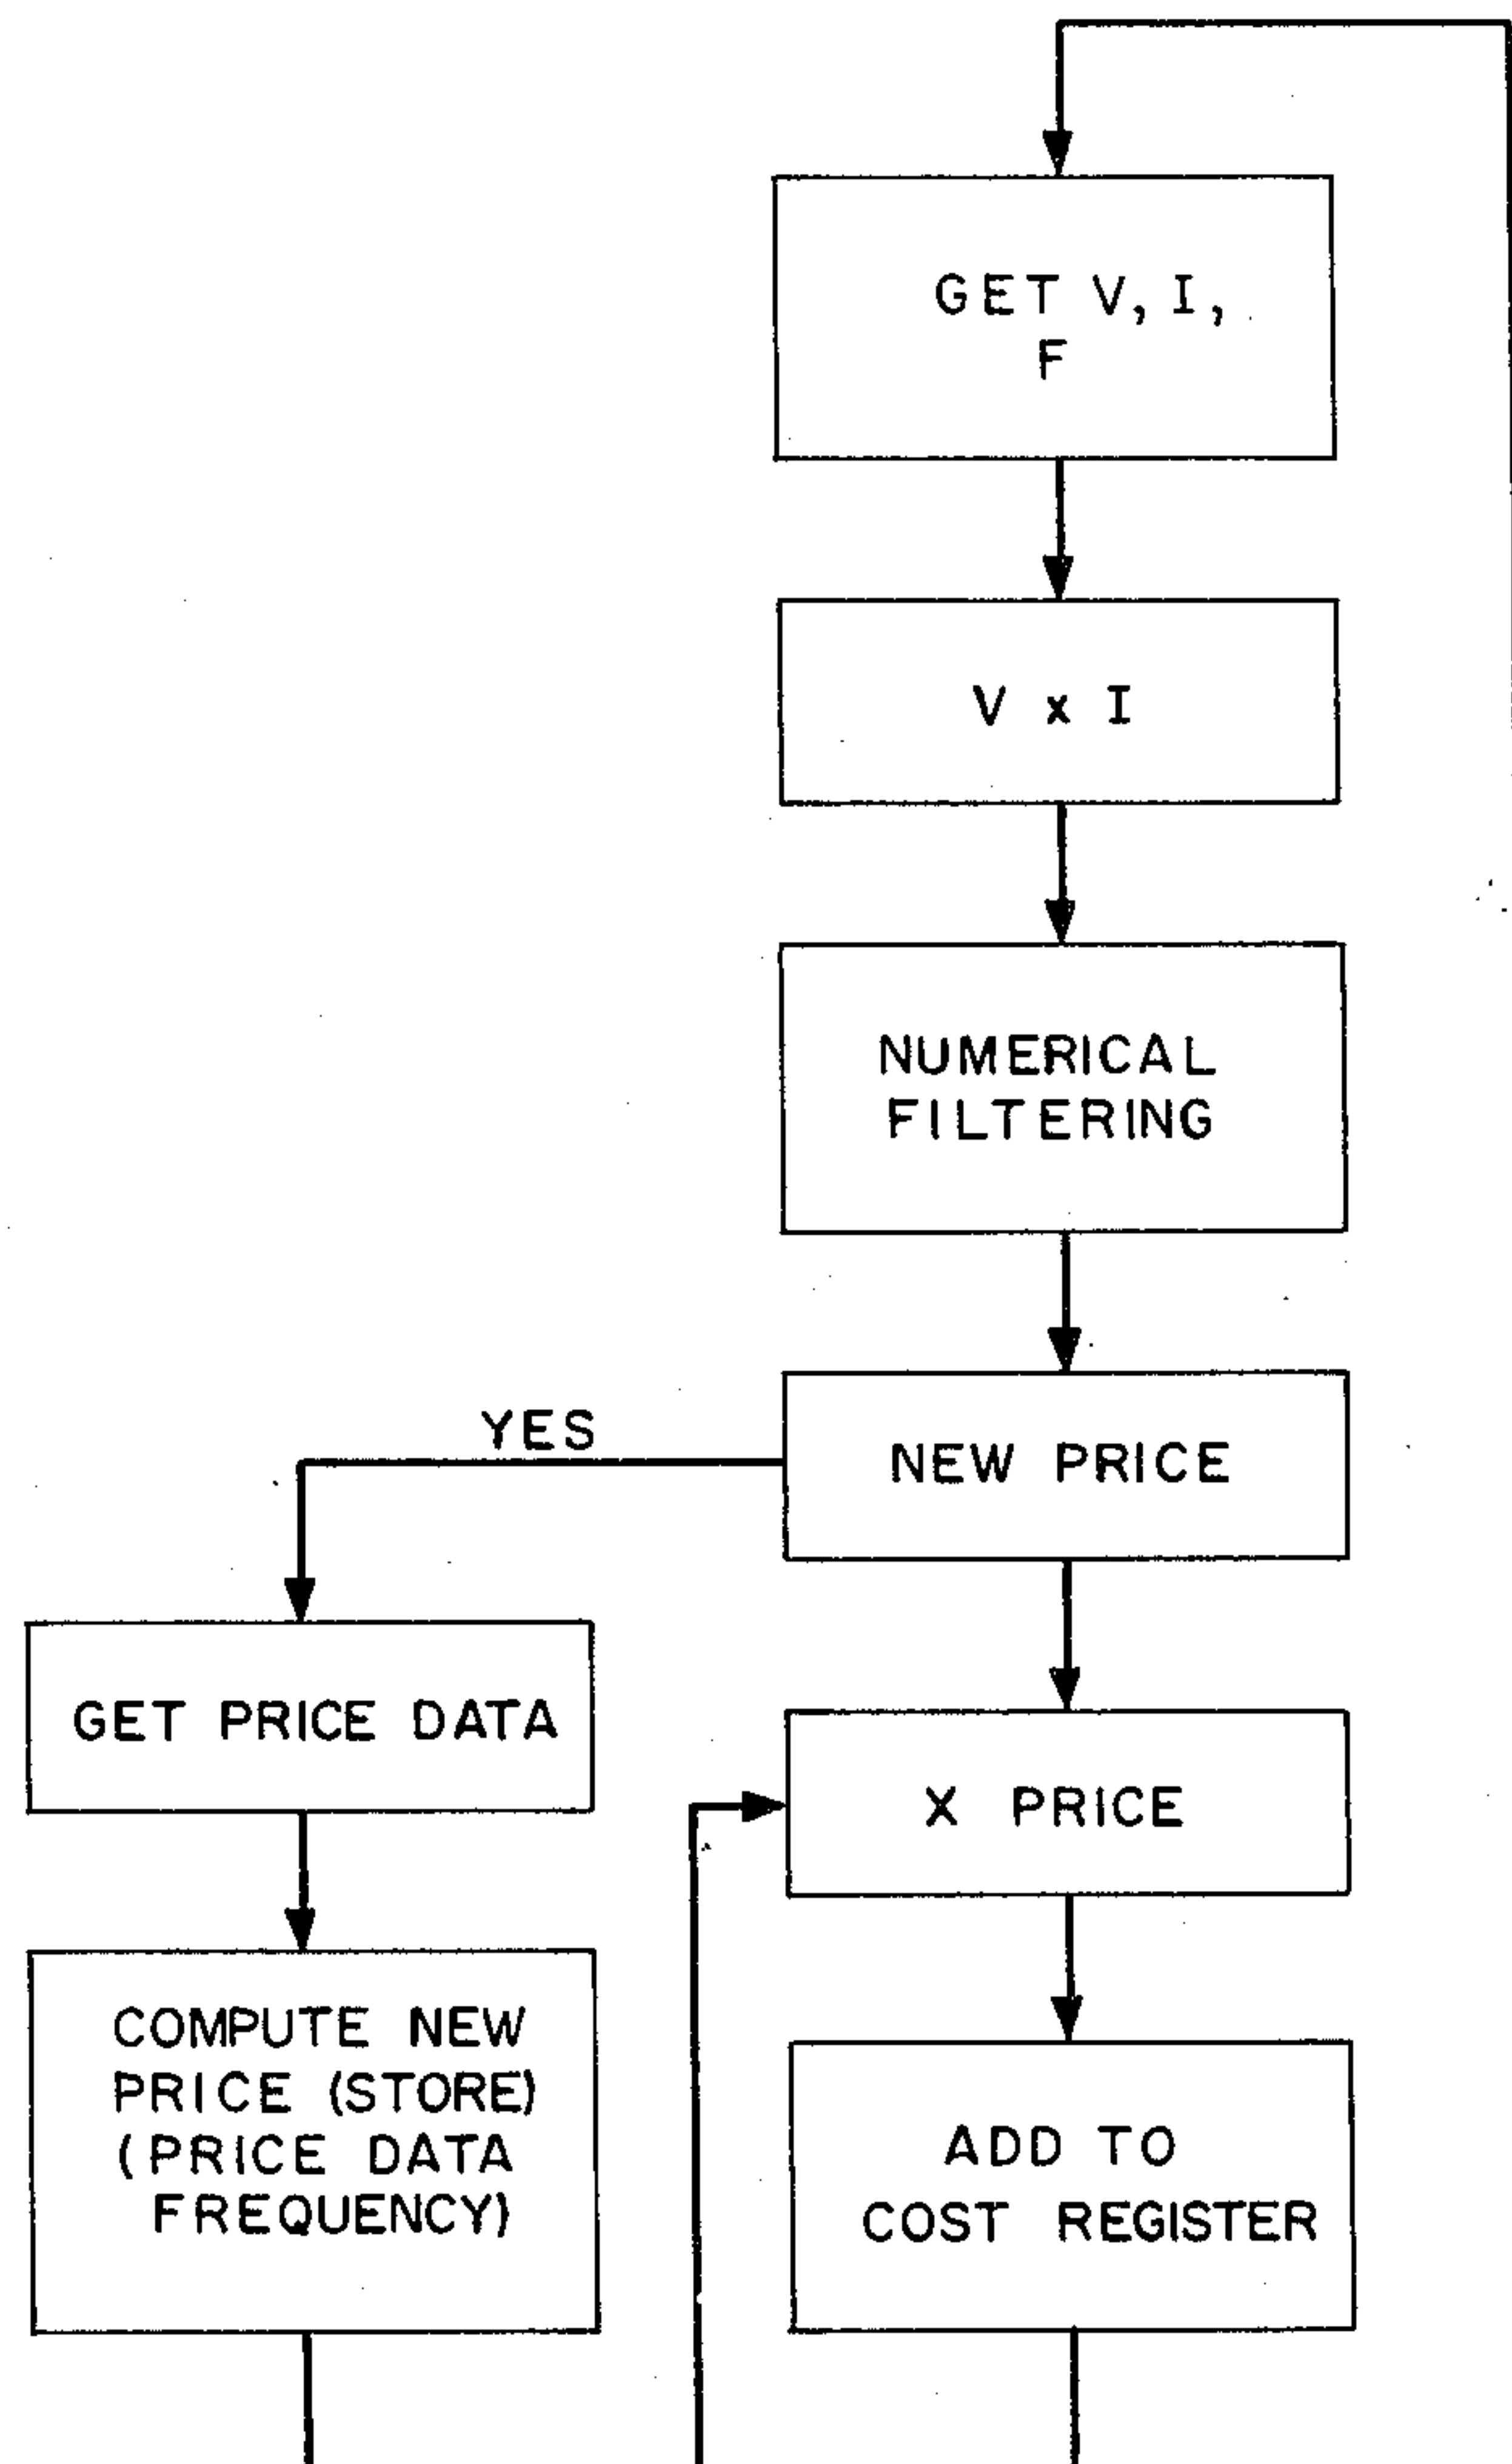 GET V, I,
F
V x I
NUMERICAL
FILTERING
YES
NEW PRICE
GET PRICE DATA
X PRICE
COMPUTE NEW
PRICE (STORE)
(PRICE DATA
FREQUENCY)
ADD TO
COST REGISTER